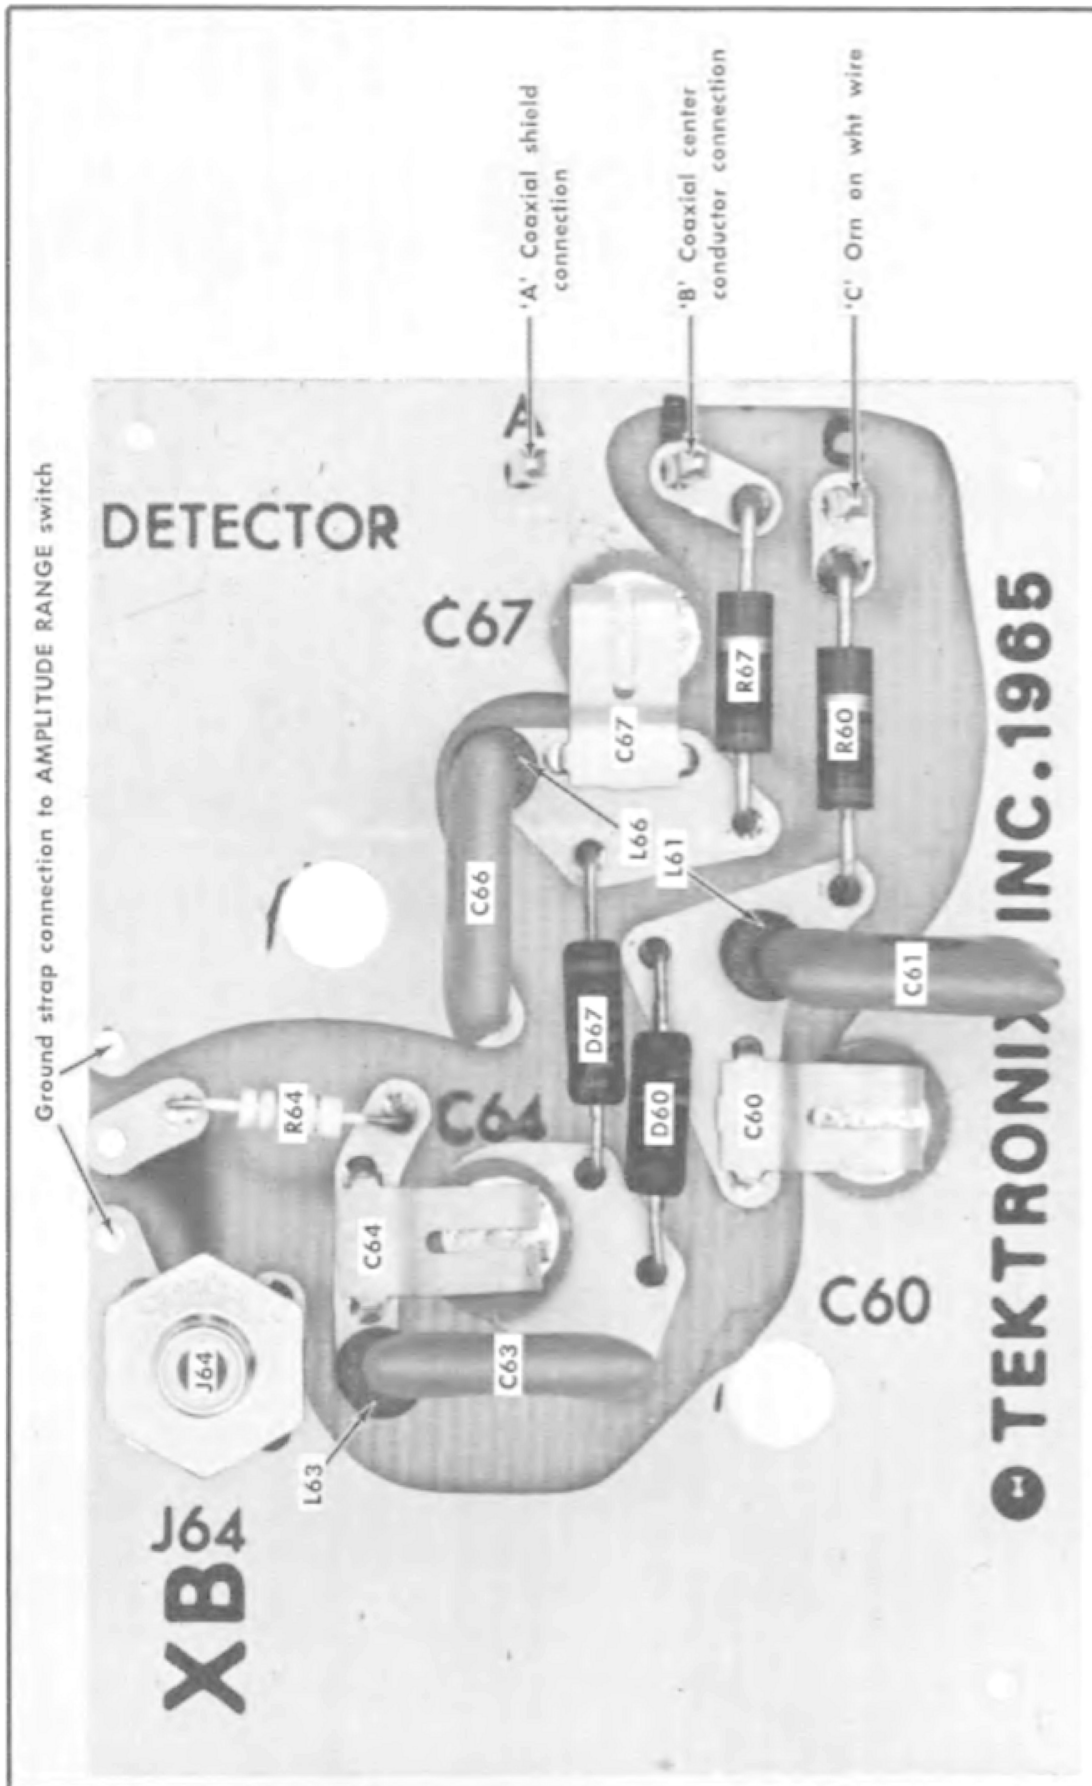 Ground strap connection to AMPLITUDE RANGE switch
DETECTOR
A
'A' Coaxial shield
connection
C67
C67
'B' Coaxial center
conductor connection
R67
C
'C' Orn on wht wire
R60
C66
L66
L61
D67
D60
C61
C60
C60
R64
C64
C64
C63
L63
J64
J64
XB
TEKTRONIX INC.1965